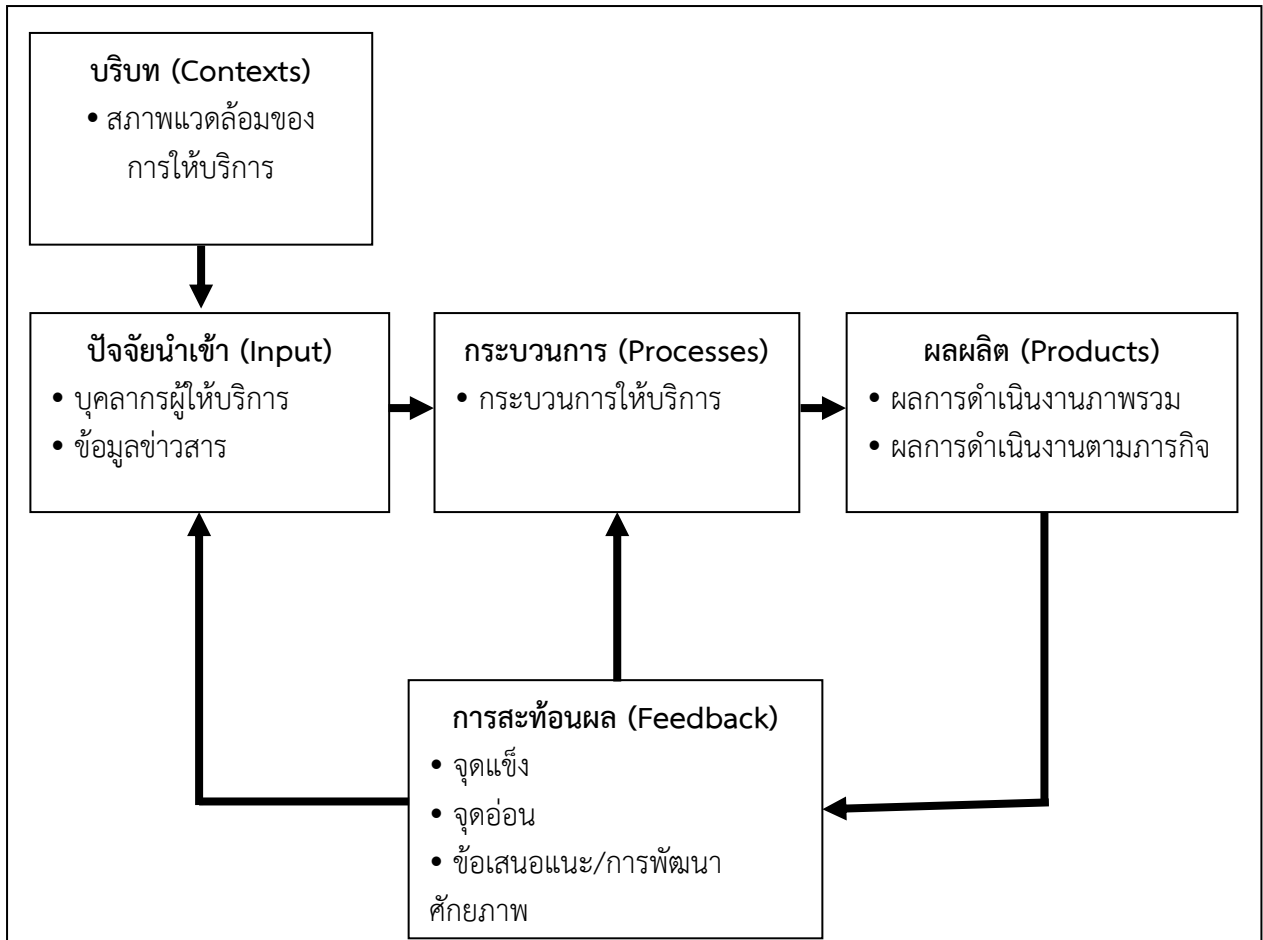 บริบท (Contexts)
• สภาพแวดล้อมของ
การให้บริการ
ปัจจัยนำเข้า (Input)
• บุคลากรผู้ให้บริการ
• ข้อมูลข่าวสาร
กระบวนการ (Processes)
• กระบวนการให้บริการ
ผลผลิต (Products)
• ผลการดำเนินงานภาพรวม
• ผลการดำเนินงานตามภารกิจ
การสะท้อนผล (Feedback)
• จุดแข็ง
• จุดอ่อน
• ข้อเสนอแนะ/การพัฒนา
ศักยภาพ